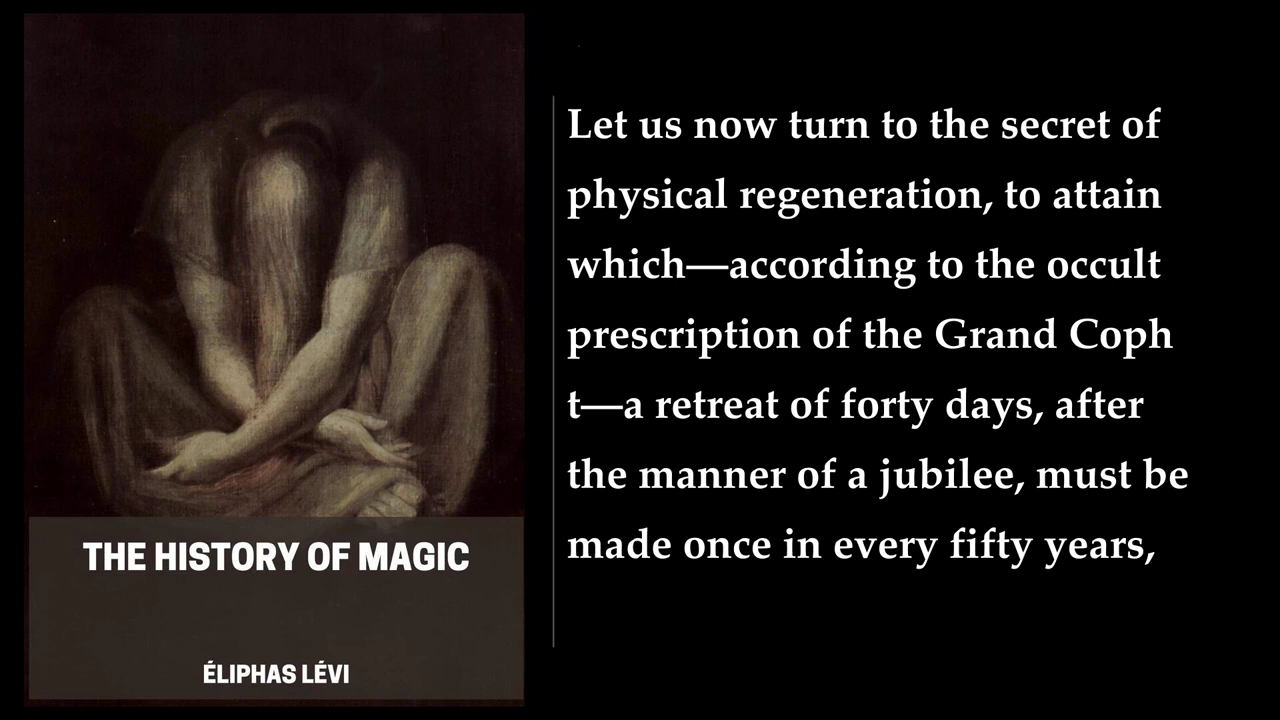 THE HISTORY OF MAGIC
ÉLIPHAS LÉVI
Let us now turn to the secret of
physical regeneration, to attain
which—according to the occult
prescription of the Grand Coph
t—a retreat of forty days, after
the manner of a jubilee, must be
made once in every fifty years,